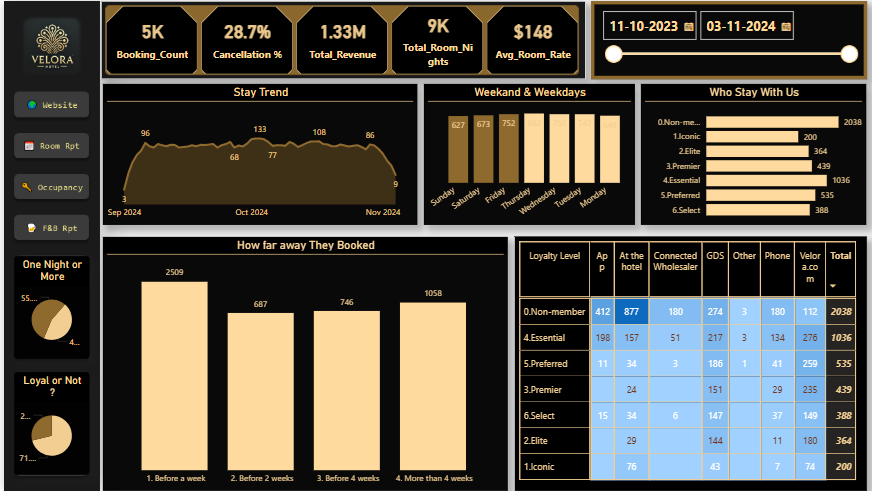 VELORA
HOTEL
Website
Room Rpt
Occupancy
F&B Rpt
One Night or
More
55....
4...
Loyal or Not
?
2...
71....
5K
Booking_Count
28.7%
Cancellation %
1.33M
Total_Revenue
9K
Total_Room_Ni
ghts
$148
Avg_Room_Rate
11-10-2023
03-11-2024
Stay Trend
3
96
68
133
77
108
86
9
Sep 2024
Oct 2024
Nov 2024
Weekand & Weekdays
627
673
752
Sunday
Saturday
Friday
Thursday
Wednesday
Tuesday
Monday
Who Stay With Us
0.Non-me... 2038
1.Iconic 200
2.Elite 364
3.Premier 439
4.Essential 1036
5.Preferred 535
6.Select 388
How far away They Booked
2509
687
746
1058
1. Before a week
2. Before 2 weeks
3. Before 4 weeks
4. More than 4 weeks
Loyalty Level Ap At the Connected GDS Other Phone Velor Total
p hotel Wholesaler a.co
m
0.Non-member 412 877 180 274 3 180 112 2038
4.Essential 198 157 51 217 3 134 276 1036
5.Preferred 11 34 3 186 1 41 259 535
3.Premier 24 151 29 235 439
6.Select 15 34 6 147 37 149 388
2.Elite 29 144 11 180 364
1.Iconic 76 43 7 74 200